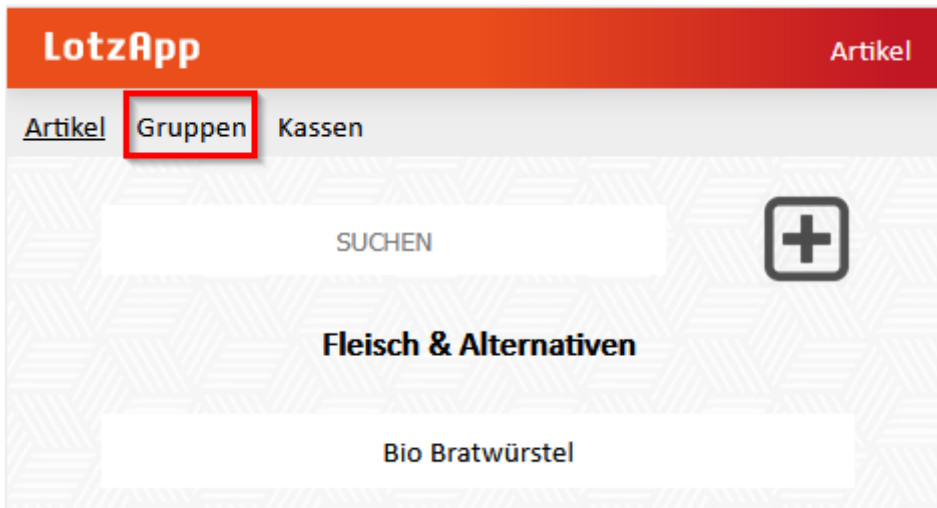 LotzApp
Artikel
Artikel Gruppen Kassen
SUCHEN
Fleisch & Alternativen
Bio Bratwürstel